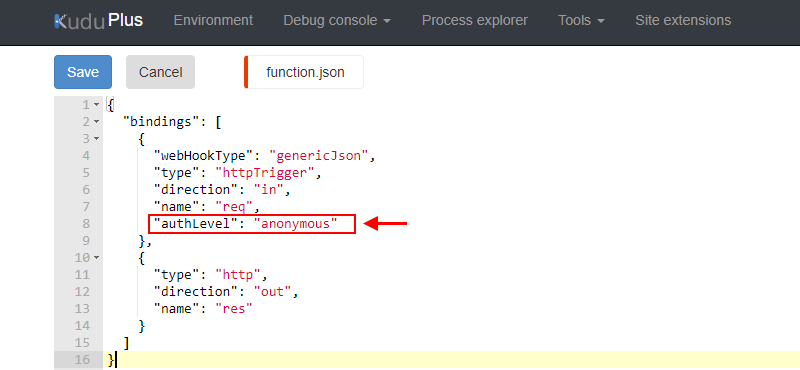 Kudu Plus Environment Debug console Process explorer Tools Site extensions
Save Cancel function.json
1 {
2 "bindings": [
3 {
4 "webHookType": "genericJson",
5 "type": "httpTrigger",
6 "direction": "in",
7 "name": "req",
8 "authLevel": "anonymous"
9 },
10 {
11 "type": "http",
12 "direction": "out",
13 "name": "res"
14 }
15 ]
16 }